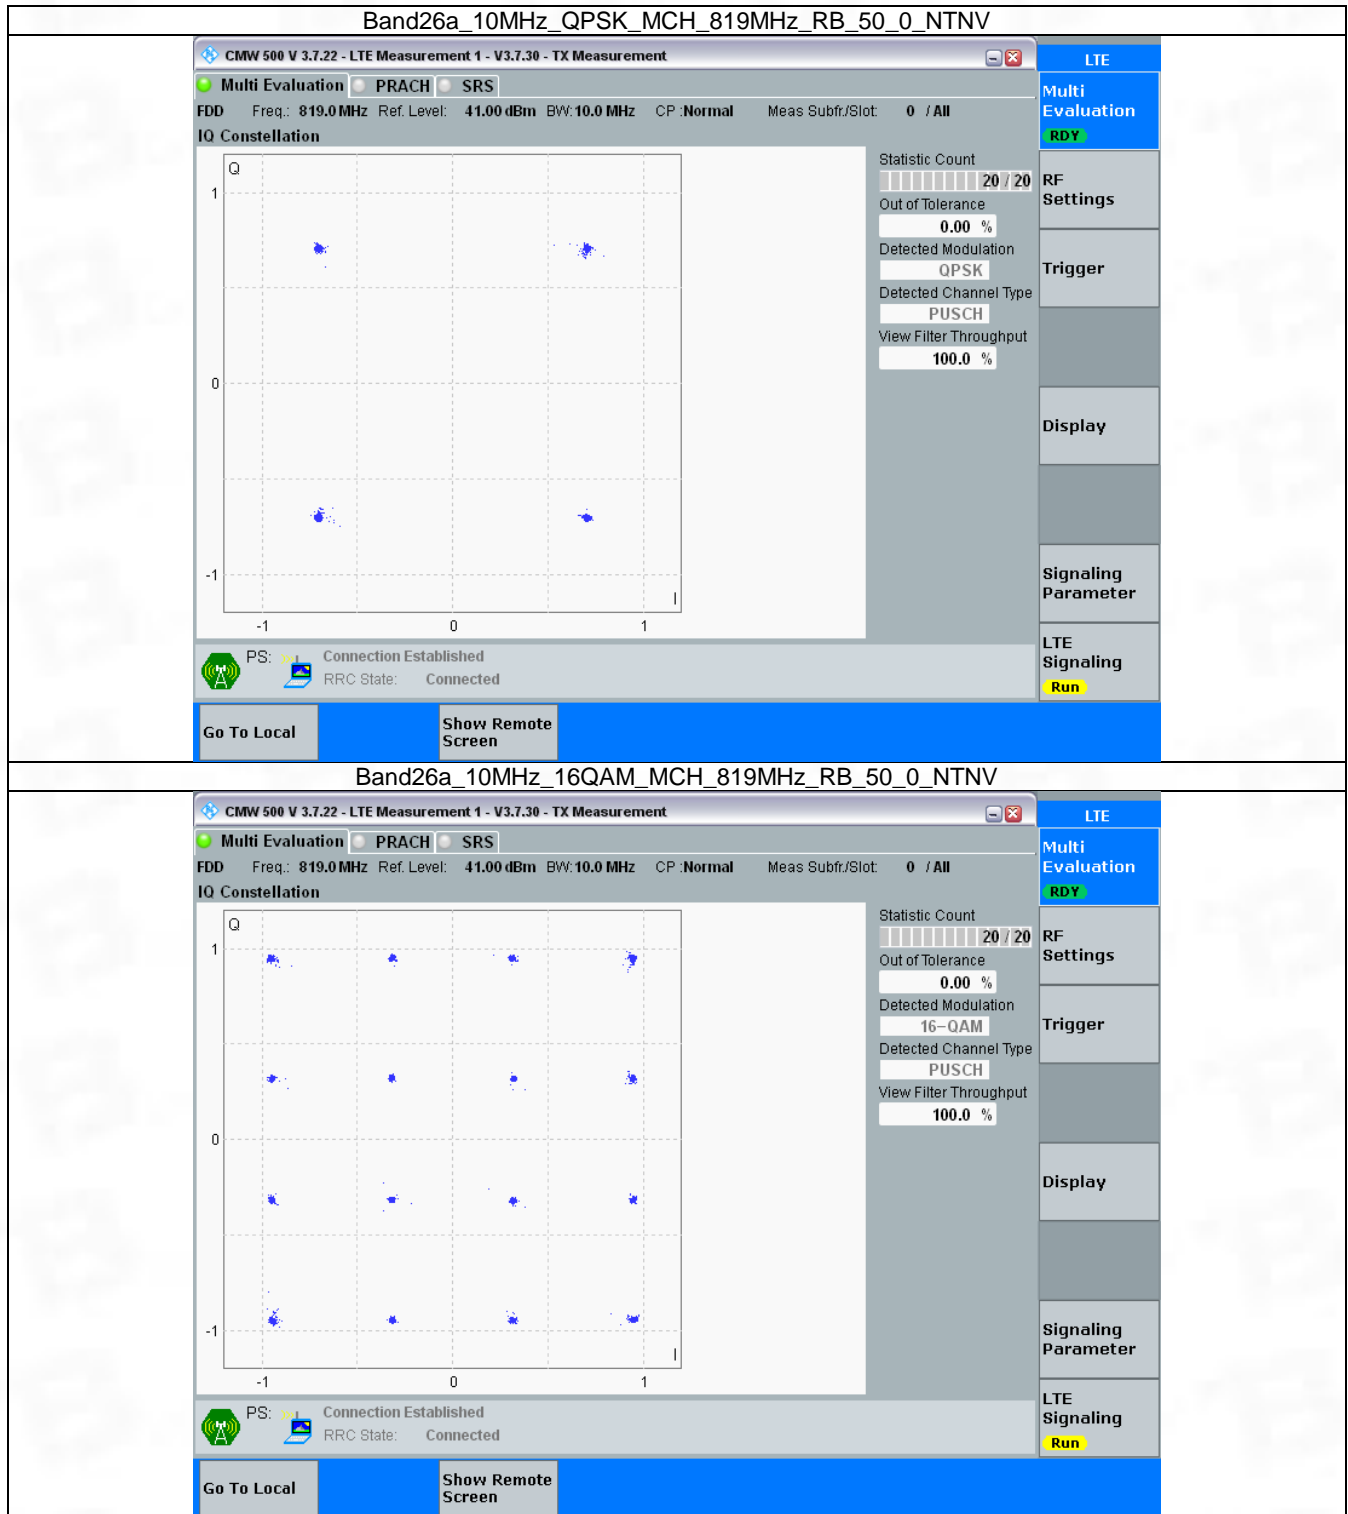 Band26a_10MHz_QPSK_MCH_819MHz_RB_50_0_NTNV
CMW 500 V 3.7.22 - LTE Measurement 1 - V3.7.30 - TX Measurement
LTE
Multi Evaluation PRACH SRS
Multi
Evaluation
RDY
FDD Freq.: 819.0 MHz Ref. Level: 41.00 dBm BW: 10.0 MHz CP :Normal Meas Subfr./Slot: 0 / All
IQ Constellation
Q
1
0
-1
I
-1 0 1
Statistic Count
20 / 20
Out of Tolerance
0.00 %
Detected Modulation
QPSK
Detected Channel Type
PUSCH
View Filter Throughput
100.0 %
RF
Settings
Trigger
Display
Signaling
Parameter
LTE
Signaling
Run
PS: Connection Established
RRC State: Connected
Go To Local
Show Remote
Screen
Band26a_10MHz_16QAM_MCH_819MHz_RB_50_0_NTNV
CMW 500 V 3.7.22 - LTE Measurement 1 - V3.7.30 - TX Measurement
LTE
Multi Evaluation PRACH SRS
Multi
Evaluation
RDY
FDD Freq.: 819.0 MHz Ref. Level: 41.00 dBm BW: 10.0 MHz CP :Normal Meas Subfr./Slot: 0 / All
IQ Constellation
Q
1
0
-1
I
-1 0 1
Statistic Count
20 / 20
Out of Tolerance
0.00 %
Detected Modulation
16-QAM
Detected Channel Type
PUSCH
View Filter Throughput
100.0 %
RF
Settings
Trigger
Display
Signaling
Parameter
LTE
Signaling
Run
PS: Connection Established
RRC State: Connected
Go To Local
Show Remote
Screen